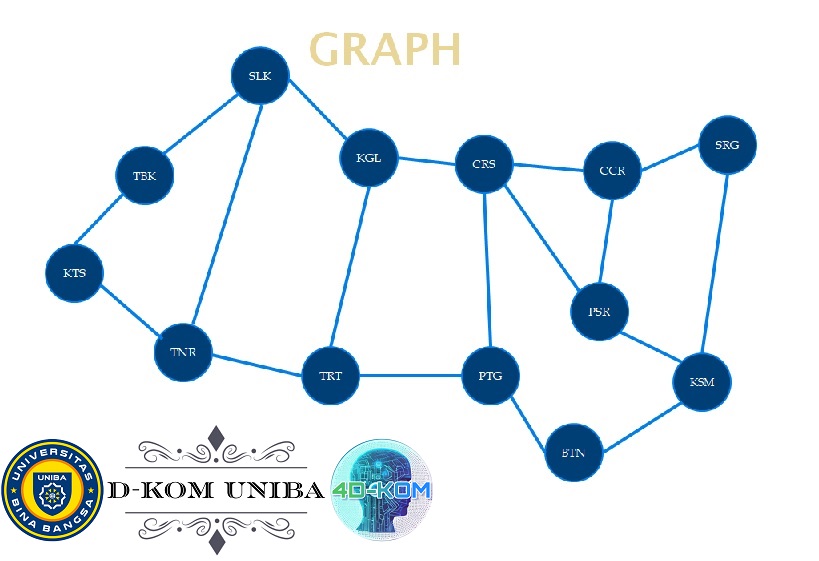 GRAPH
SLK
KGL
CRS
CCR
SRG
TBK
KTS
TNR
TRT
PTG
PSR
KSM
BTN
UNIVERSITAS
UNIBA
BINA BANGSA
D-KOM UNIBA
4D4KOM